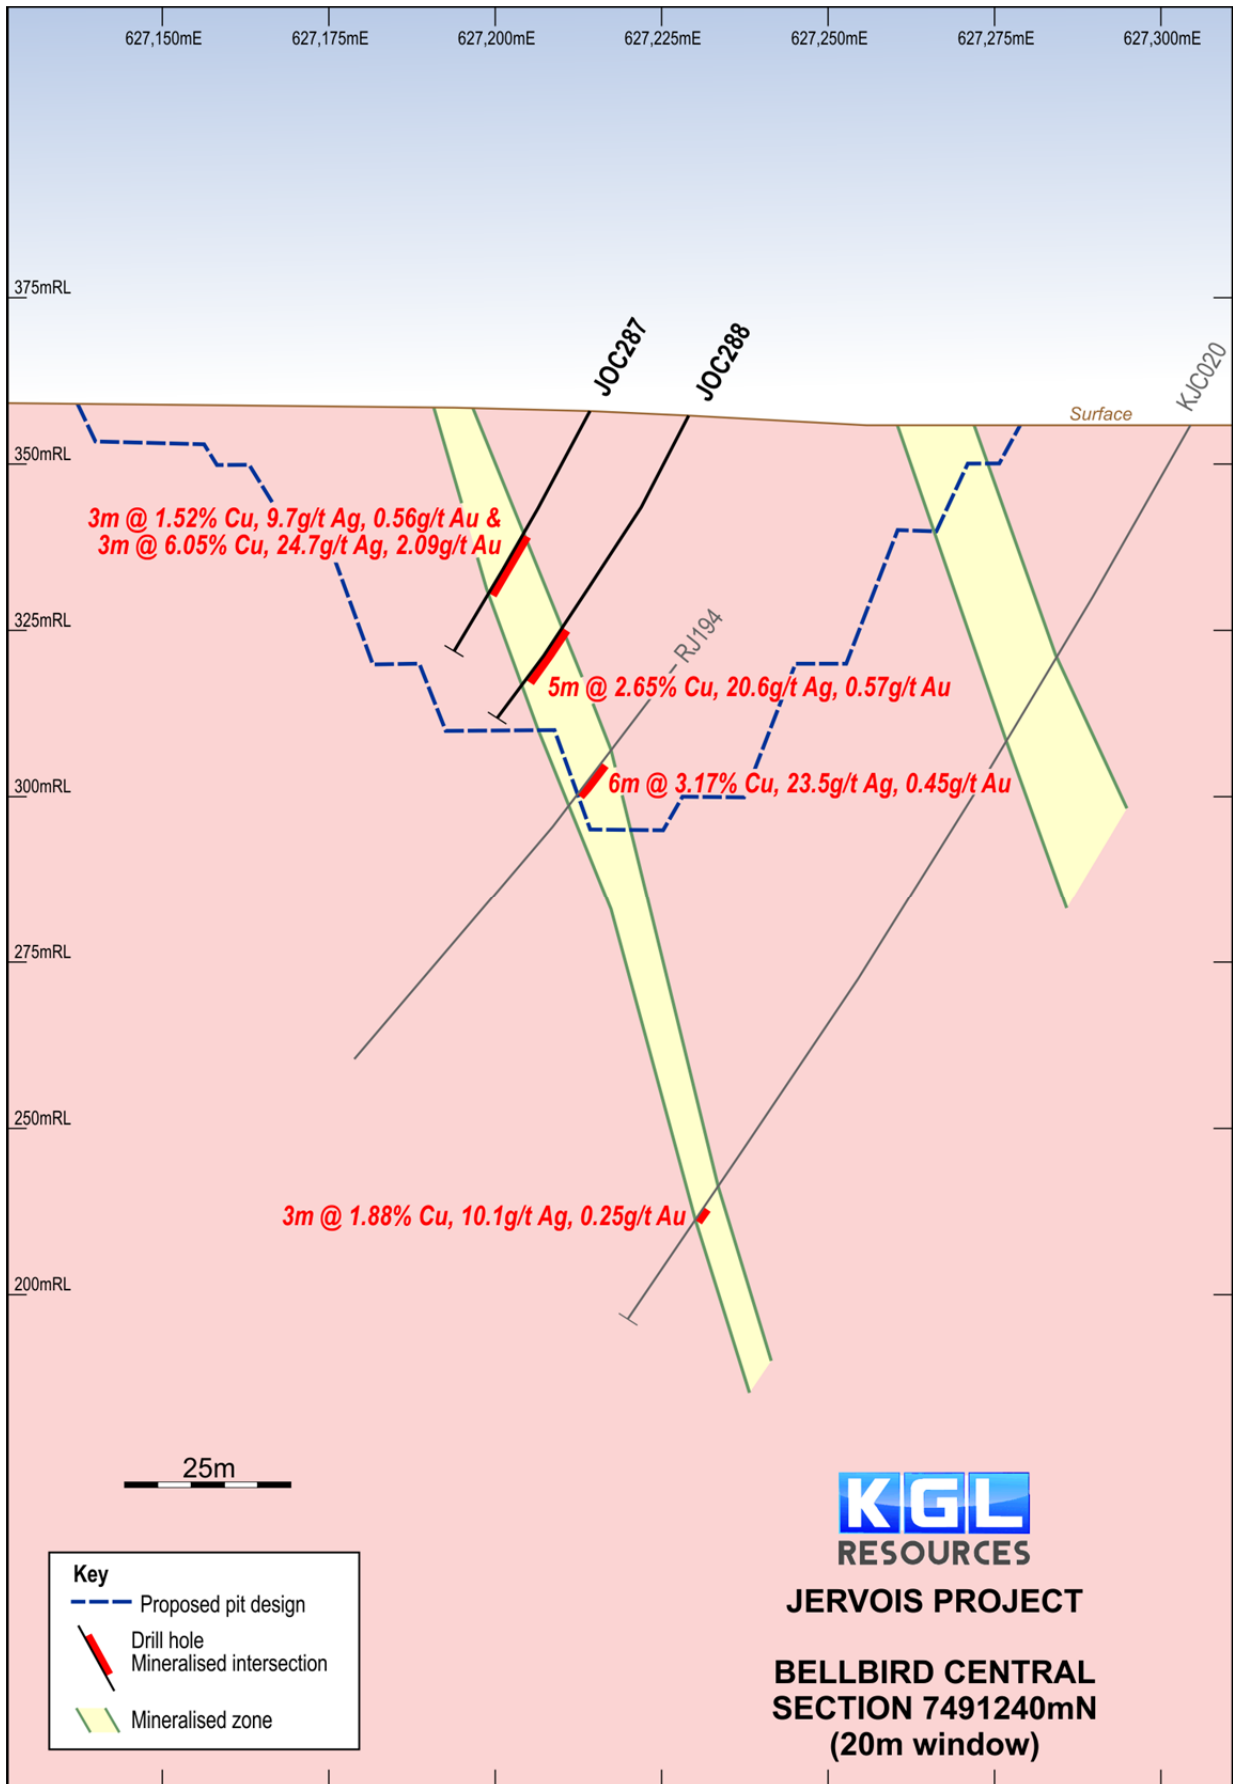 627,150mE 627,175mE 627,200mE 627,225mE 627,250mE 627,275mE 627,300mE
375mRL
JOC287
JOC288
KJC020
Surface
350mRL
3m @ 1.52% Cu, 9.7g/t Ag, 0.56g/t Au &
3m @ 6.05% Cu, 24.7g/t Ag, 2.09g/t Au
325mRL
RJ194
5m @ 2.65% Cu, 20.6g/t Ag, 0.57g/t Au
300mRL
6m @ 3.17% Cu, 23.5g/t Ag, 0.45g/t Au
275mRL
250mRL
3m @ 1.88% Cu, 10.1g/t Ag, 0.25g/t Au
200mRL
25m
KGL
RESOURCES
JERVOIS PROJECT
BELLBIRD CENTRAL
SECTION 7491240mN
(20m window)
Key
Proposed pit design
Drill hole
Mineralised intersection
Mineralised zone